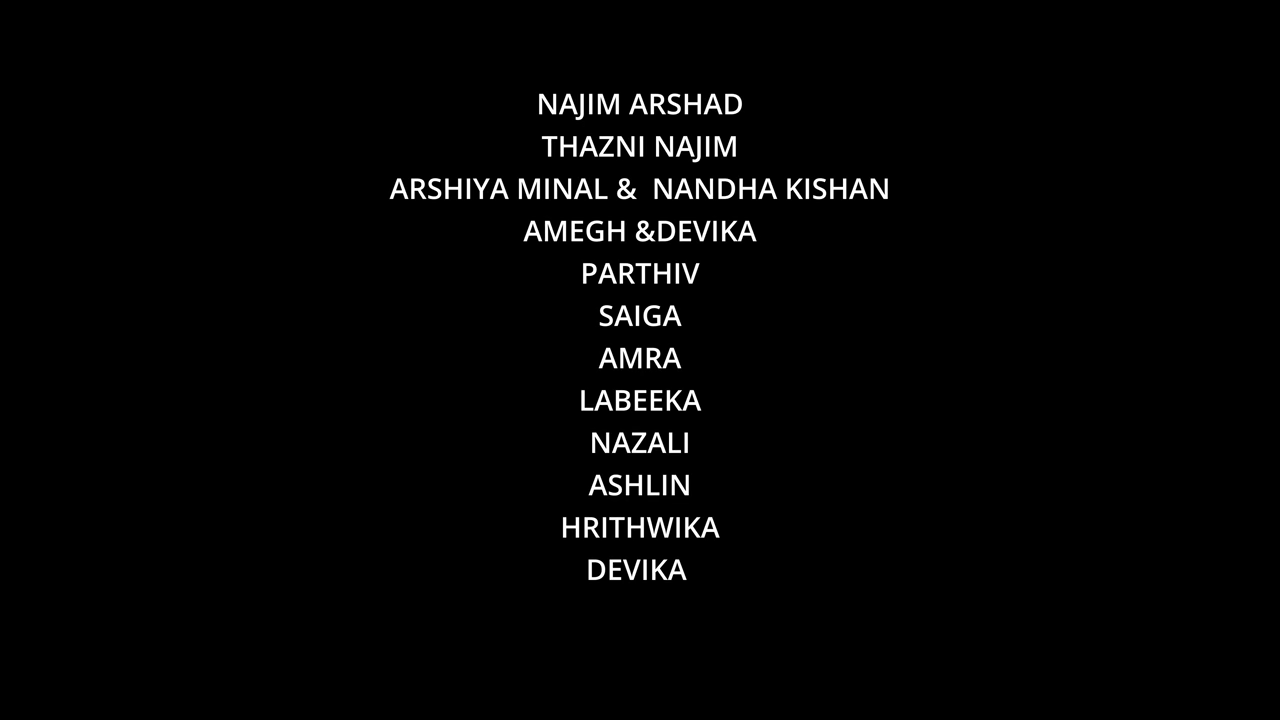 NAJIM ARSHAD
THAZNI NAJIM
ARSHIYA MINAL &  NANDHA KISHAN
AMEGH &DEVIKA
PARTHIV
SAIGA
AMRA
LABEEKA
NAZALI
ASHLIN
HRITHWIKA
DEVIKA